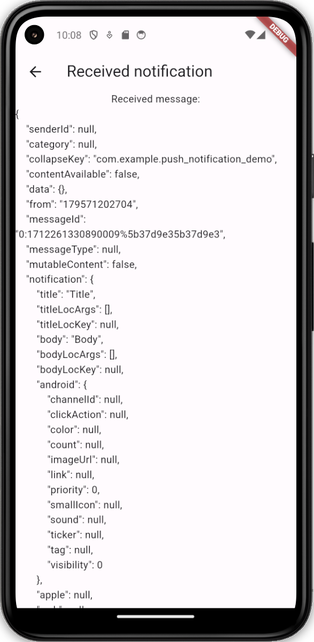 10:08
DEBUG
Received notification
Received message:
{
"senderId": null,
"category": null,
"collapseKey": "com.example.push_notification_demo",
"contentAvailable": false,
"data": {},
"from": "179571202704",
"messageId":
"0:1712261330890009%5b37d9e35b37d9e3",
"messageType": null,
"mutableContent": false,
"notification": {
"title": "Title",
"titleLocArgs": [],
"titleLocKey": null,
"body": "Body",
"bodyLocArgs": [],
"bodyLocKey": null,
"android": {
"channelId": null,
"clickAction": null,
"color": null,
"count": null,
"imageUrl": null,
"link": null,
"priority": 0,
"smallIcon": null,
"sound": null,
"ticker": null,
"tag": null,
"visibility": 0
},
"apple": null,